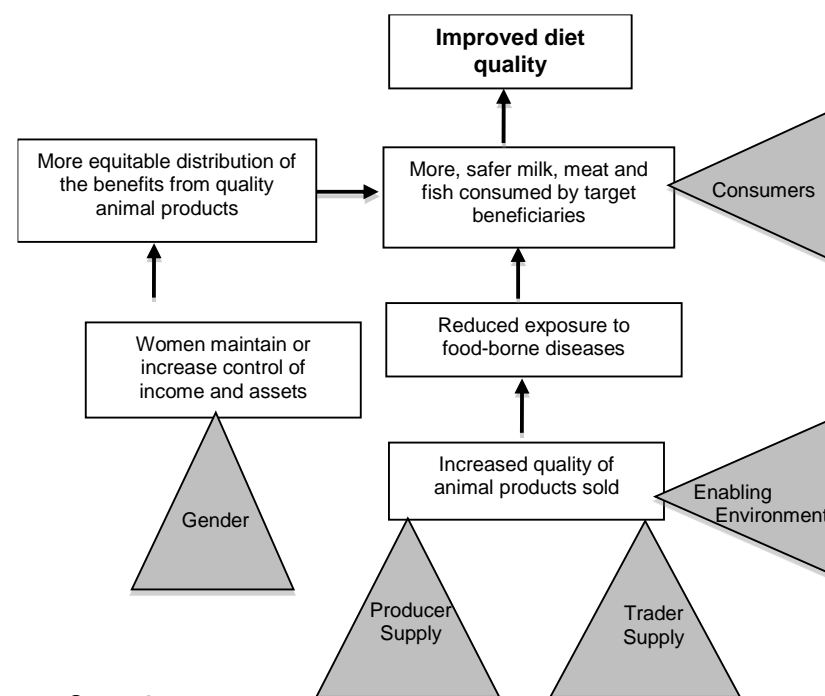 Improved diet
quality
More equitable distribution of
the benefits from quality
animal products
More, safer milk, meat and
fish consumed by target
beneficiaries
Consumers
Women maintain or
increase control of
income and assets
Reduced exposure to
food-borne diseases
Increased quality of
animal products sold
Enabling
Environment
Gender
Producer
Supply
Trader
Supply